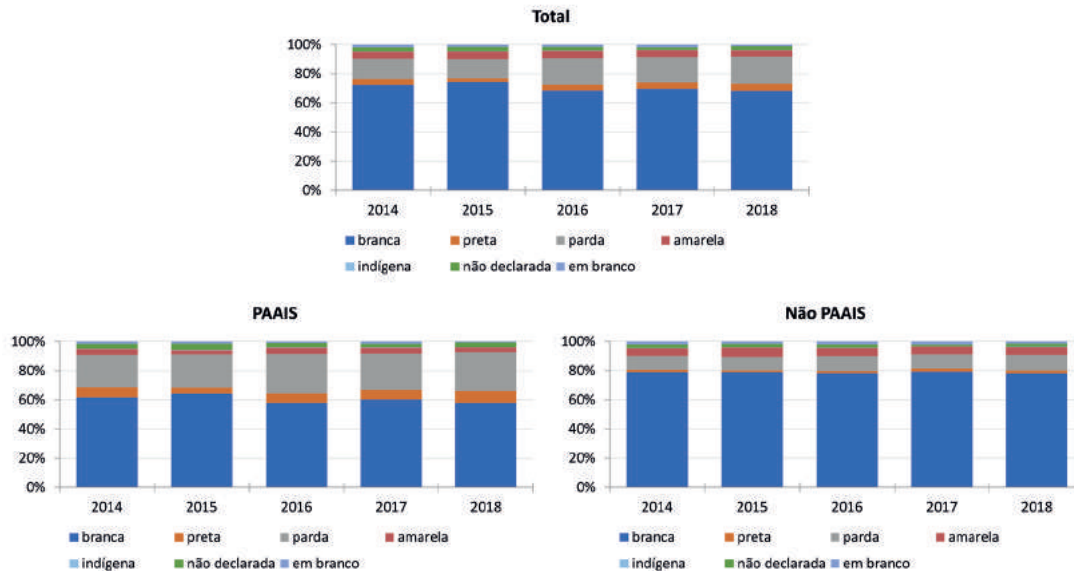 Total
100%
80%
60%
40%
20%
0%
2014 2015 2016 2017 2018
branca preta parda amarela
indígena não declarada em branco
PAAIS
100%
80%
60%
40%
20%
0%
2014 2015 2016 2017 2018
branca preta parda amarela
indígena não declarada em branco
Não PAAIS
100%
80%
60%
40%
20%
0%
2014 2015 2016 2017 2018
branca preta parda amarela
indígena não declarada em branco